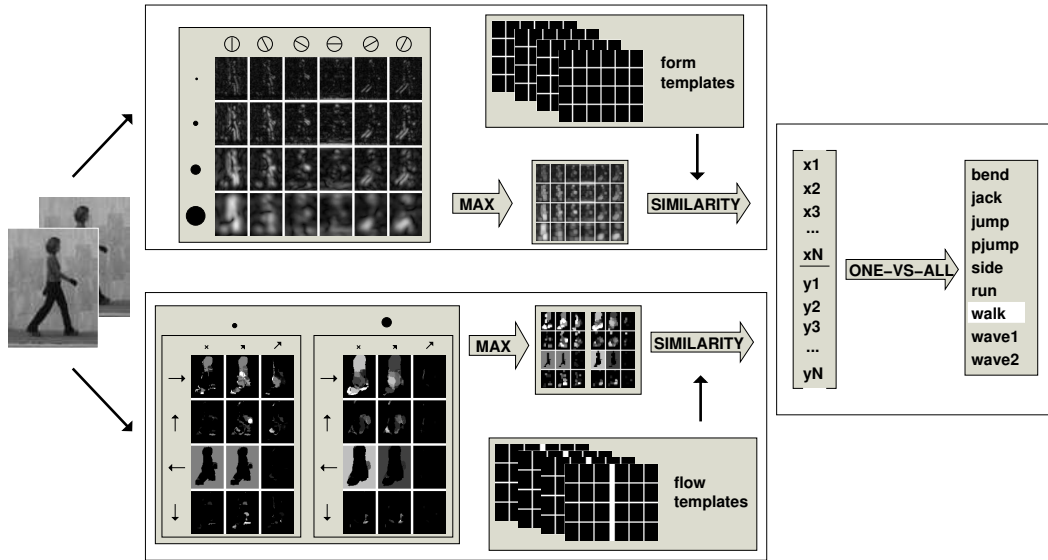 form
templates
MAX
SIMILARITY
MAX
SIMILARITY
flow
templates
x1
x2
x3
...
xN
y1
y2
y3
...
yN
ONE-VS-ALL
bend
jack
jump
pjump
side
run
walk
wave1
wave2